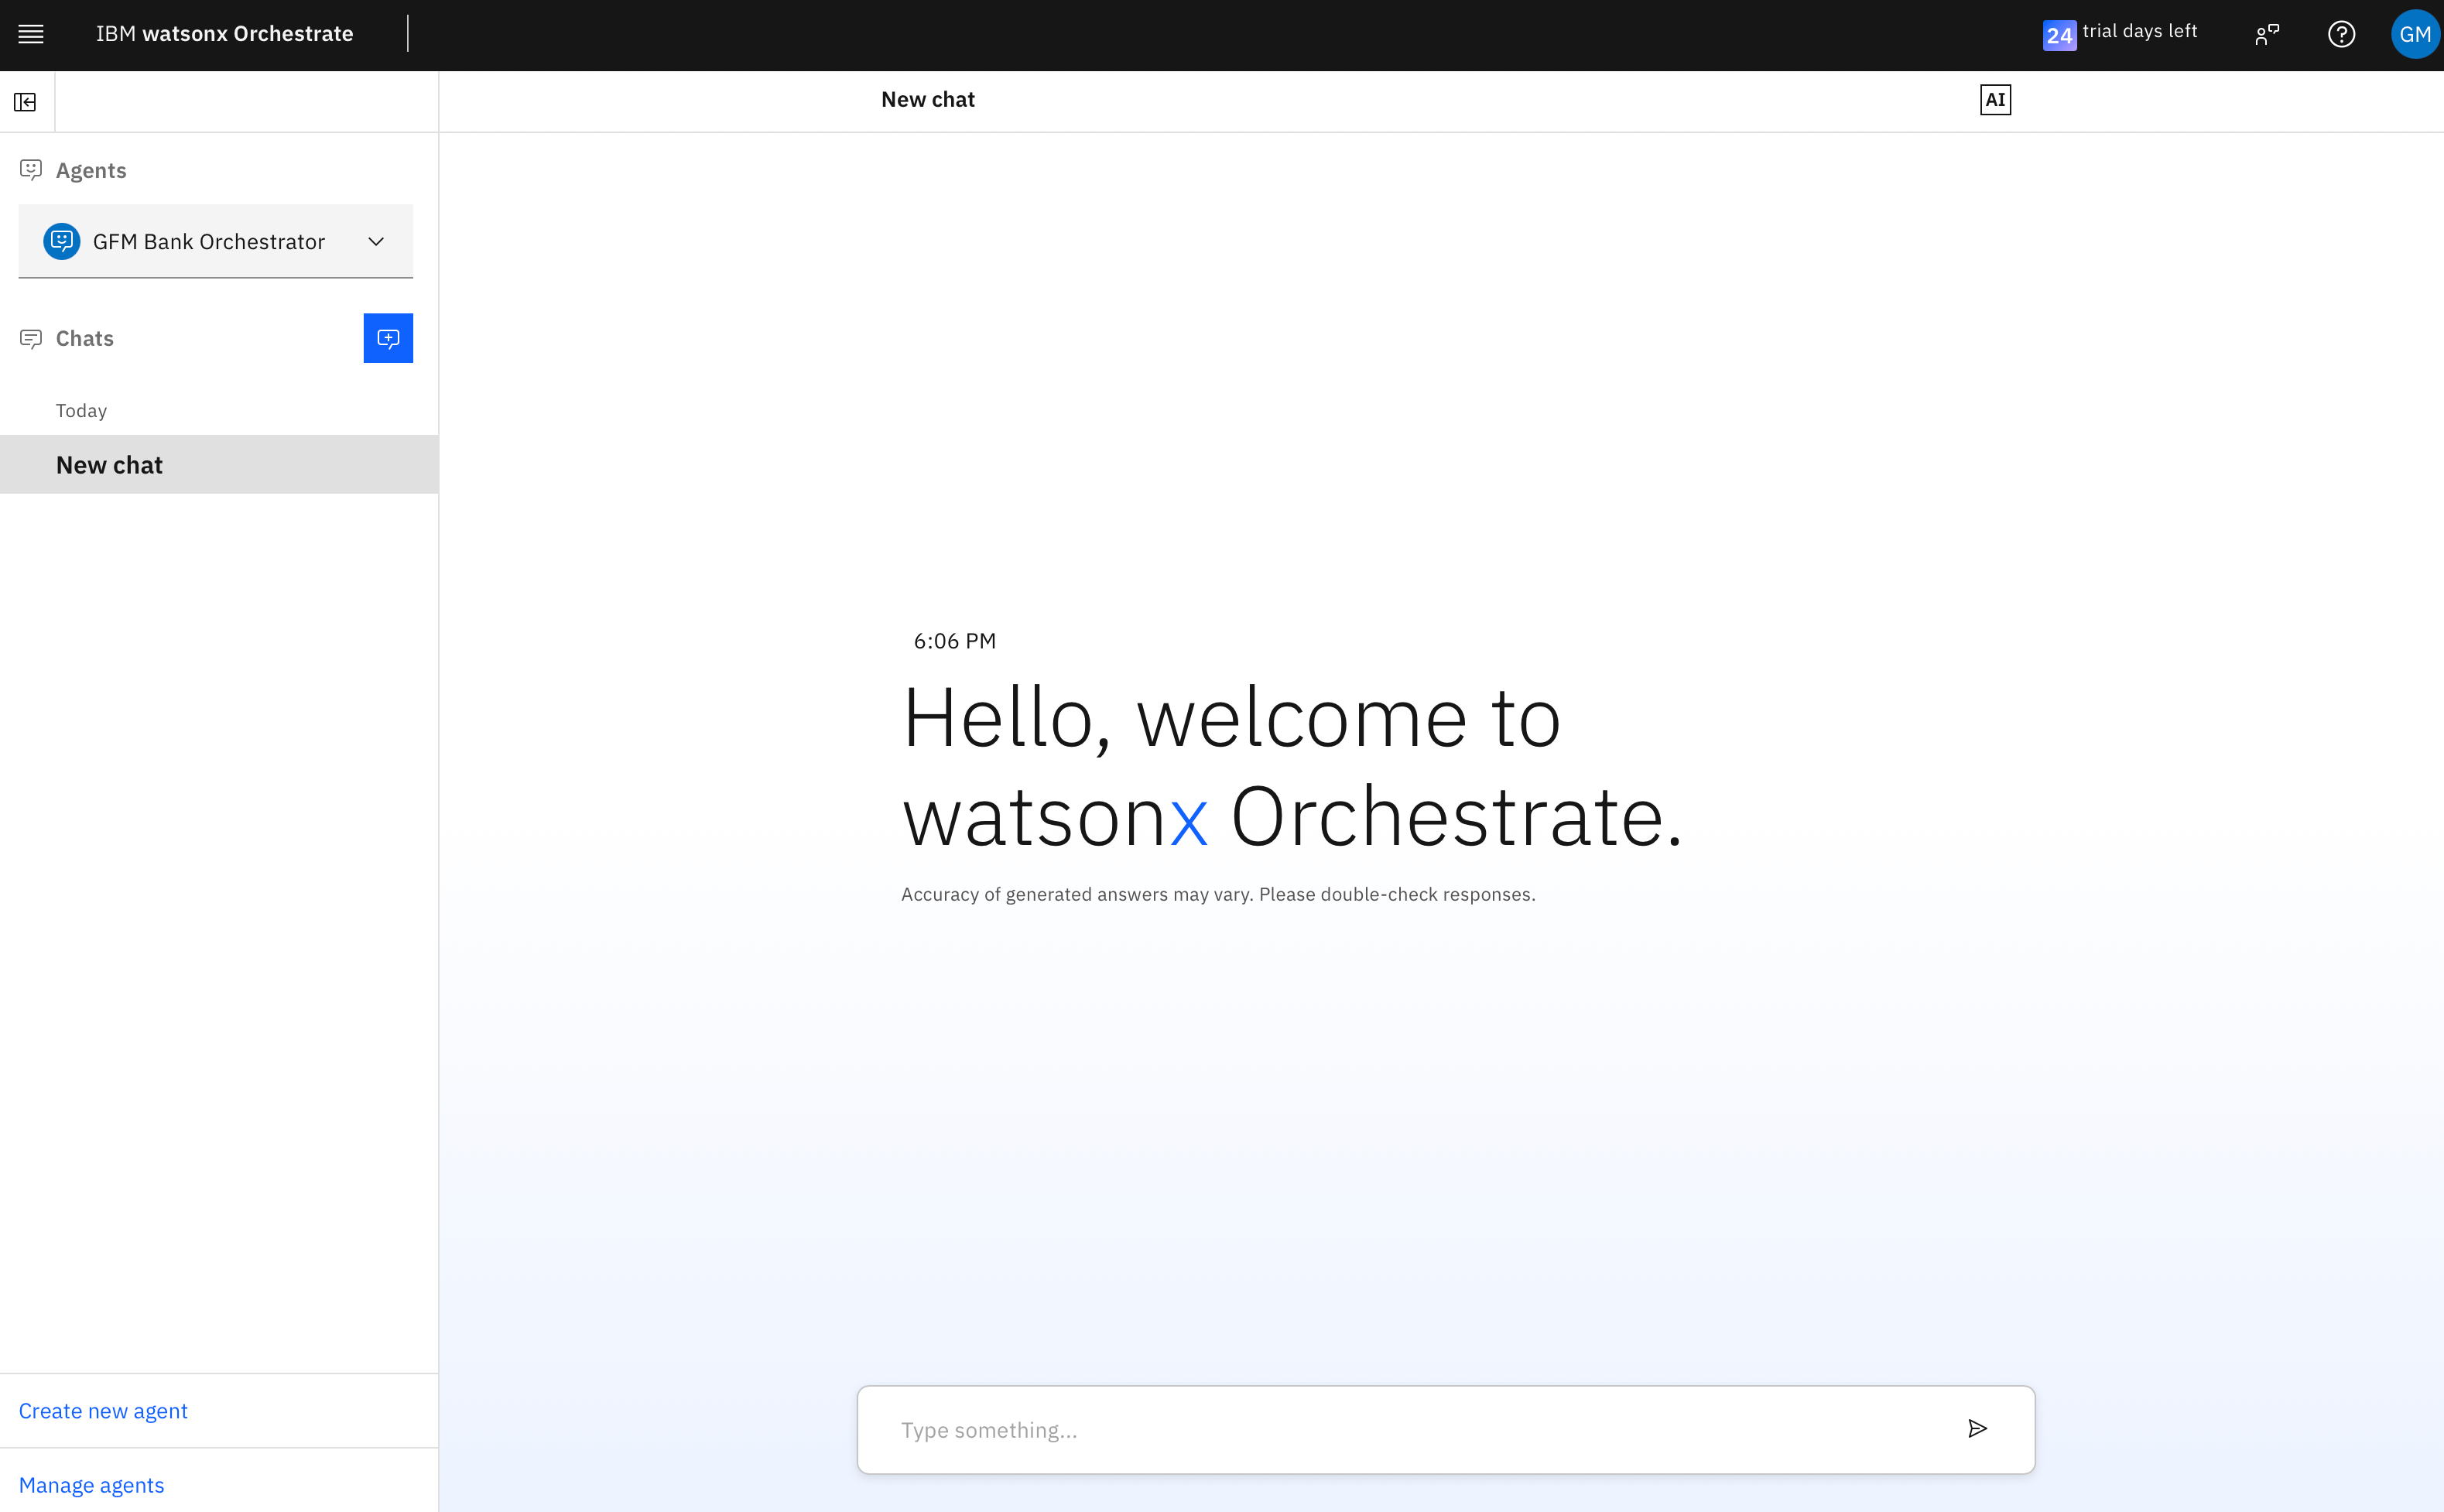 IBM watsonx Orchestrate
24 trial days left
GM
New chat
AI
Agents
GFM Bank Orchestrator
Chats
Today
New chat
6:06 PM
Hello, welcome to
watsonx Orchestrate.
Accuracy of generated answers may vary. Please double-check responses.
Type something...
Create new agent
Manage agents